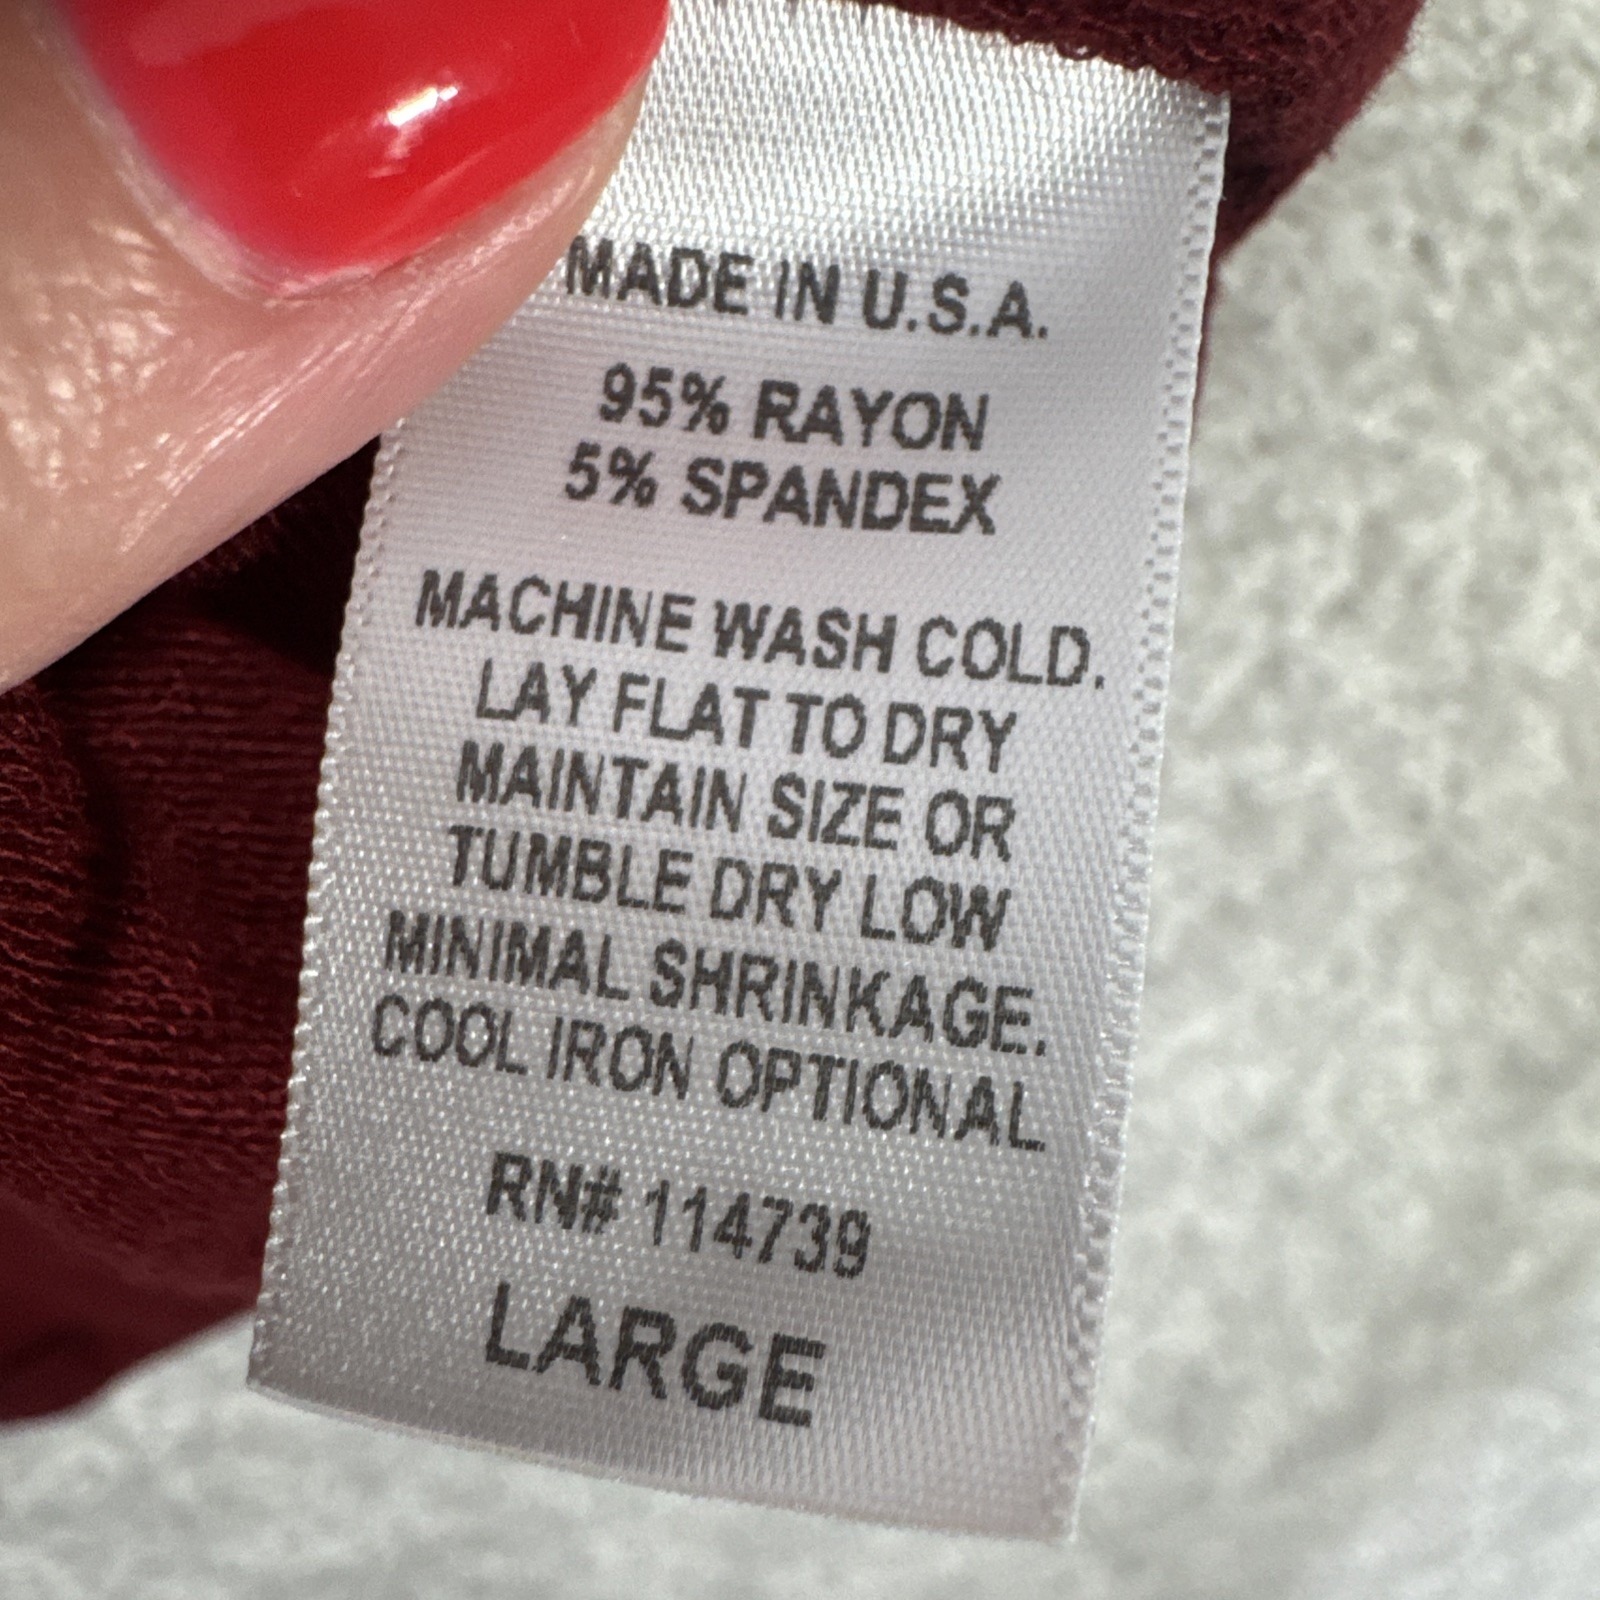 MADE IN U.S.A.
95% RAYON
5% SPANDEX
MACHINE WASH COLD.
LAY FLAT TO DRY
MAINTAIN SIZE OR
TUMBLE DRY LOW
MINIMAL SHRINKAGE.
COOL IRON OPTIONAL
RN# 114739
LARGE